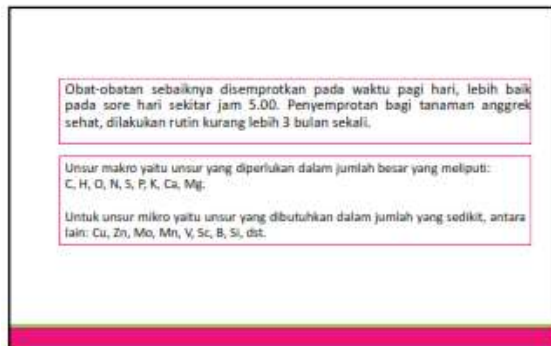 Obat-obatan sebaiknya disemprotkan pada waktu pagi hari, lebih baik
pada sore hari sekitar jam 5.00. Penyemprotan bagi tanaman anggrek
sehat, dilakukan rutin kurang lebih 3 bulan sekali.
Unsur makro yaitu unsur yang diperlukan dalam jumlah besar yang meliputi:
C, H, O, N, S, P, K, Ca, Mg.
Untuk unsur mikro yaitu unsur yang dibutuhkan dalam jumlah yang sedikit, antara
lain: Cu, Zn, Mo, Mn, V, Sc, B, Si, dst.